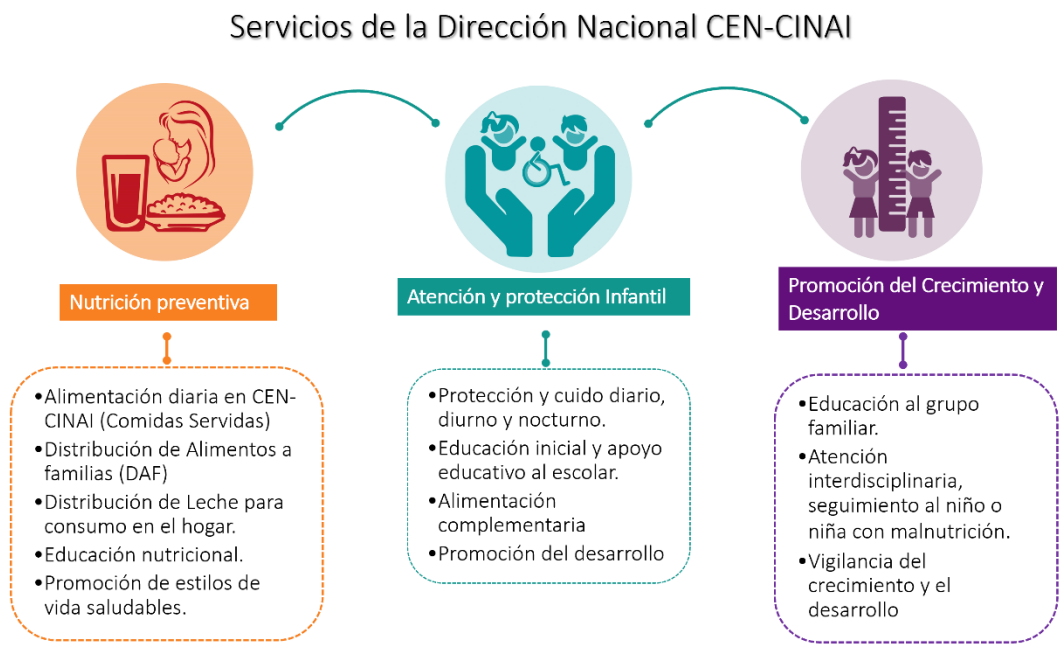 Servicios de la Dirección Nacional CEN-CINAI
Nutrición preventiva
•Alimentación diaria en CEN-
CINAI (Comidas Servidas)
•Distribución de Alimentos a
familias (DAF)
•Distribución de Leche para
consumo en el hogar.
•Educación nutricional.
•Promoción de estilos de
vida saludables.
Atención y protección Infantil
•Protección y cuido diario,
diurno y nocturno.
•Educación inicial y apoyo
educativo al escolar.
•Alimentación
complementaria
•Promoción del desarrollo
Promoción del Crecimiento y
Desarrollo
•Educación al grupo
familiar.
•Atención
interdisciplinaria,
seguimiento al niño o
niña con malnutrición.
•Vigilancia del
crecimiento y el
desarrollo